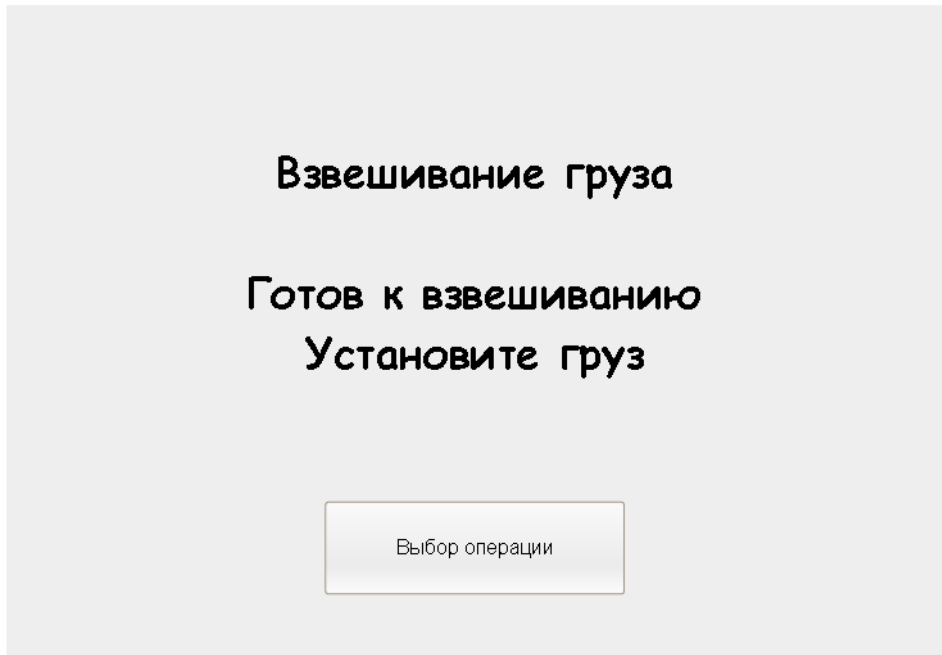 Взвешивание груза
Готов к взвешиванию
Установите груз
Выбор операции